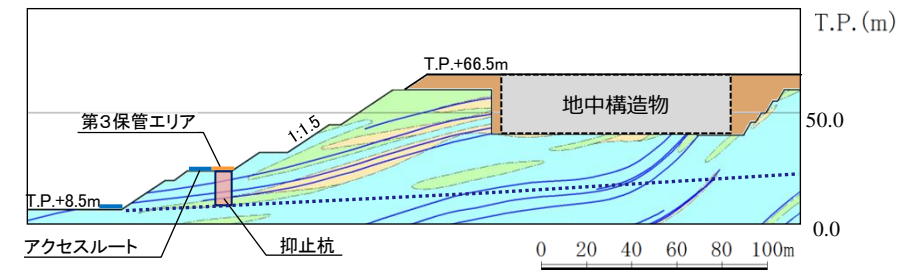 T.P.(m)
T.P.+66.5m
地中構造物
50.0
第3保管エリア
1:1.5
T.P.+8.5m
0.0
アクセスルート
抑止杭
0 20 40 60 80 100m